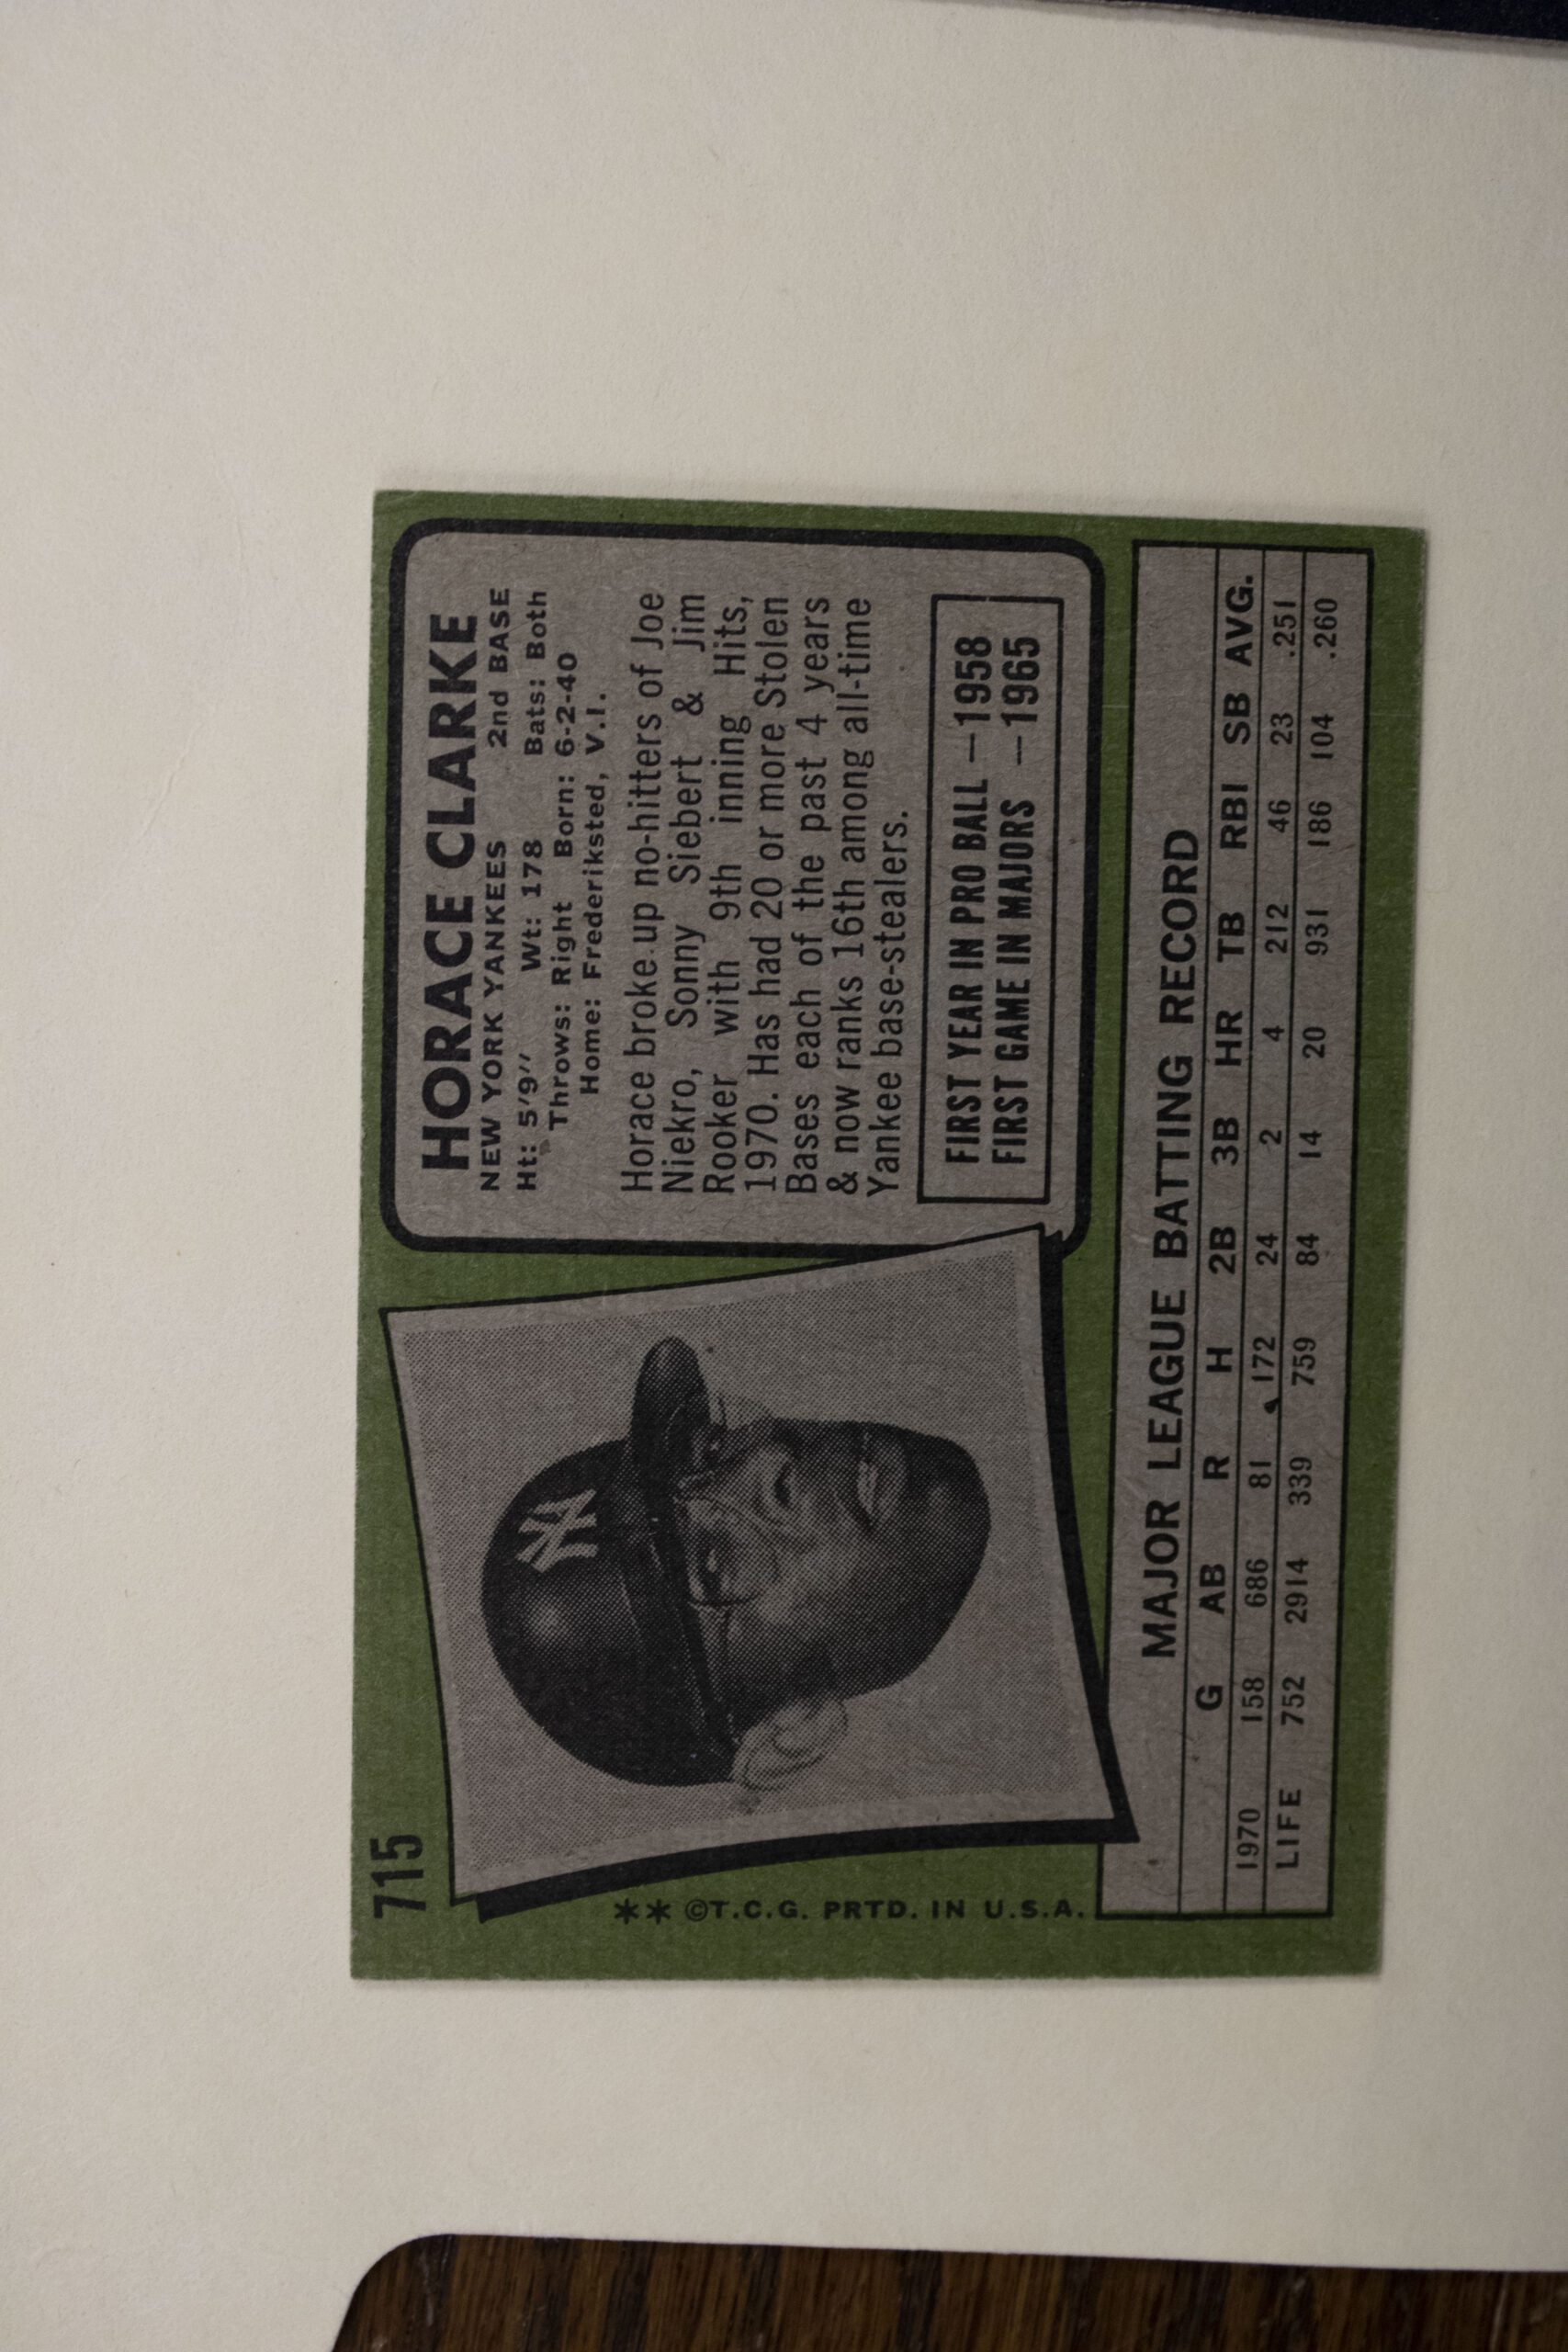 715
HORACE CLARKE
NEW YORK YANKEES 2nd BASE
Ht: 5'9" Wt: 178 Bats: Both
Throws: Right Born: 6-2-40
Home: Frederiksted, V.I.
Horace broke up no-hitters of Joe
Niekro, Sonny Siebert & Jim
Rooker with 9th inning Hits,
1970. Has had 20 or more Stolen
Bases each of the past 4 years
& now ranks 16th among all-time
Yankee base-stealers.
FIRST YEAR IN PRO BALL —1958
FIRST GAME IN MAJORS —1965
NY
** ©T.C.G. PRTD. IN U.S.A.
MAJOR LEAGUE BATTING RECORD
G AB R H 2B 3B HR TB RBI SB AVG.
1970 158 686 81 172 24 2 4 212 46 23 .251
LIFE 752 2914 339 759 84 14 20 931 186 104 .260